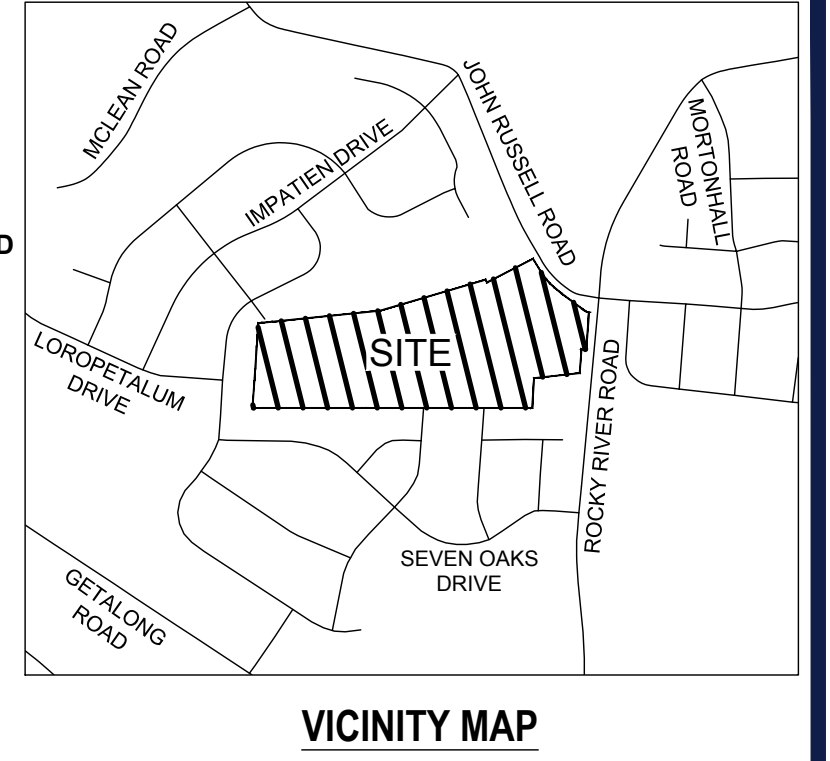 MCLEAN ROAD
JOHN RUSSELL ROAD
MORTONHALL
ROAD
IMPATIEN DRIVE
D
SITE
LOROPETALUM
DRIVE
ROCKY RIVER ROAD
SEVEN OAKS
DRIVE
GETALONG
ROAD
VICINITY MAP